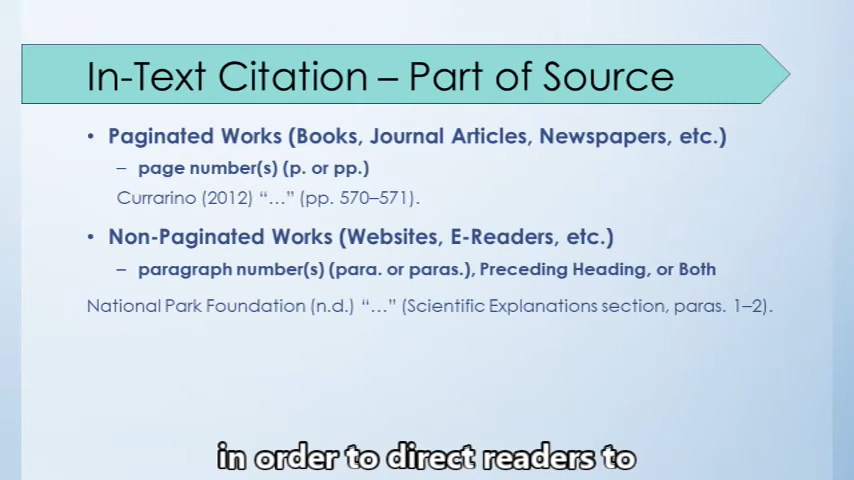 In-Text Citation – Part of Source
• Paginated Works (Books, Journal Articles, Newspapers, etc.)
– page number(s) (p. or pp.)
Currarino (2012) “…” (pp. 570–571).
• Non-Paginated Works (Websites, E-Readers, etc.)
– paragraph number(s) (para. or paras.), Preceding Heading, or Both
National Park Foundation (n.d.) “…” (Scientific Explanations section, paras. 1–2).
in order to direct readers to